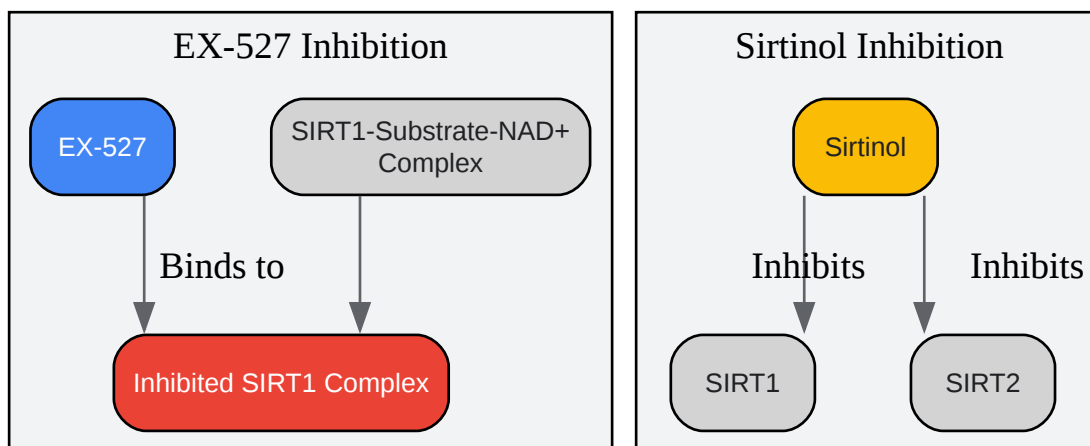 EX-527 Inhibition
EX-527
SIRT1-Substrate-NAD+
Complex
Binds to
Inhibited SIRT1 Complex
Sirtinol Inhibition
Sirtinol
Inhibits
Inhibits
SIRT1
SIRT2